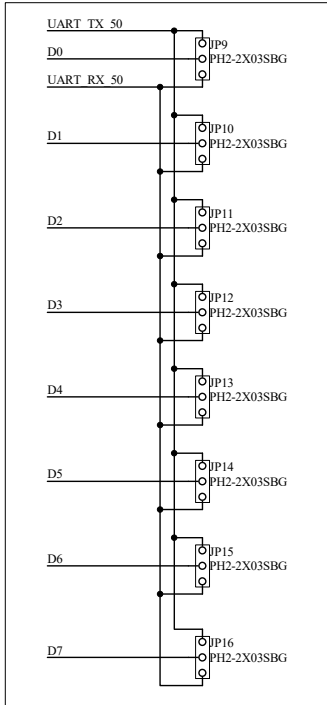 UART_TX_50
JP9
D0
PH2-2X03SBG
UART_RX_50
JP10
D1
PH2-2X03SBG
JP11
D2
PH2-2X03SBG
JP12
D3
PH2-2X03SBG
JP13
D4
PH2-2X03SBG
JP14
D5
PH2-2X03SBG
JP15
D6
PH2-2X03SBG
JP16
D7
PH2-2X03SBG